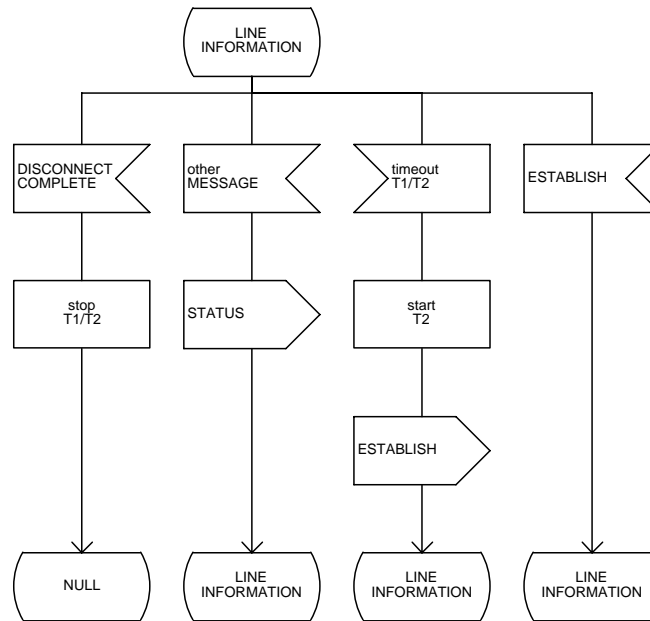 LINE
INFORMATION
DISCONNECT
COMPLETE
other
MESSAGE
timeout
T1/T2
ESTABLISH
stop
T1/T2
STATUS
start
T2
ESTABLISH
NULL
LINE
INFORMATION
LINE
INFORMATION
LINE
INFORMATION